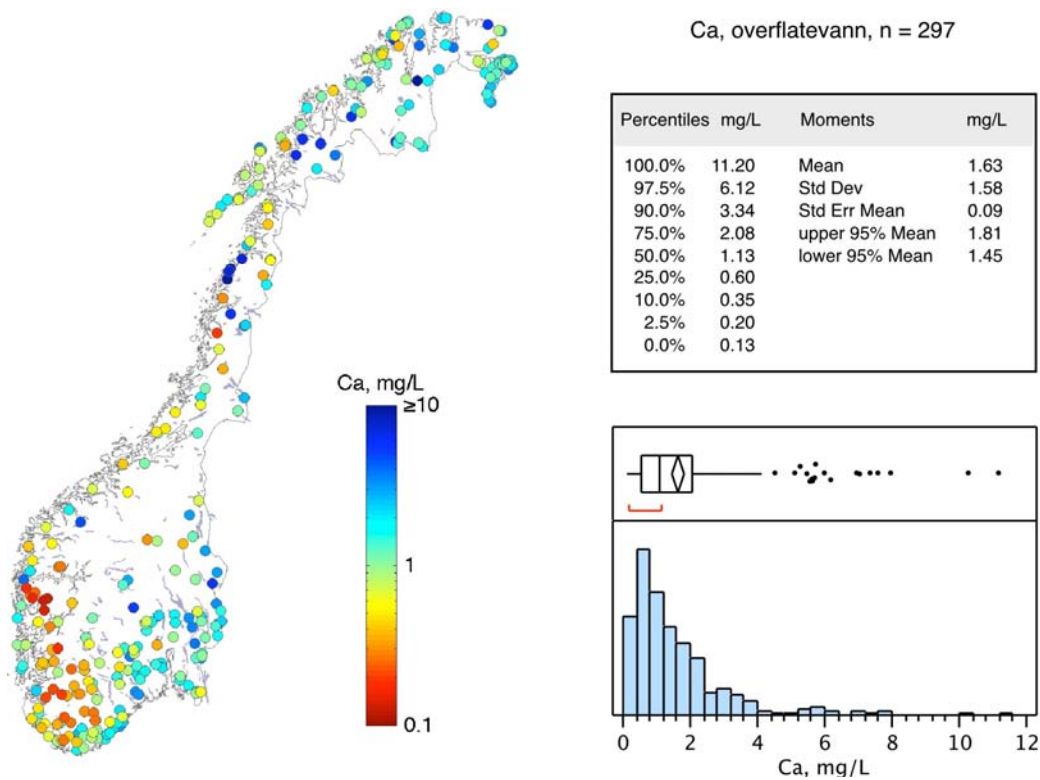 Ca, overflatevann, n = 297
Percentiles mg/L Moments mg/L
100.0% 11.20 Mean 1.63
97.5% 6.12 Std Dev 1.58
90.0% 3.34 Std Err Mean 0.09
75.0% 2.08 upper 95% Mean 1.81
50.0% 1.13 lower 95% Mean 1.45
25.0% 0.60
10.0% 0.35
2.5% 0.20
0.0% 0.13
Ca, mg/L
≥10
1
0.1
0 2 4 6 8 10 12
Ca, mg/L